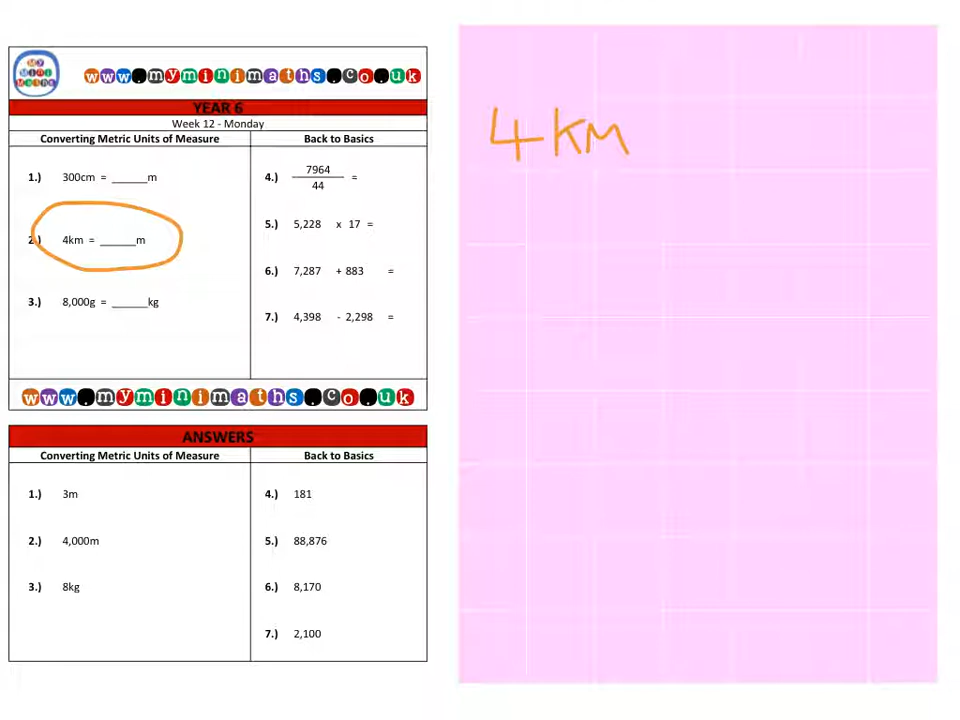 My
Mini
Maths
www.myminimaths.co.uk
YEAR 6
Week 12 - Monday
Converting Metric Units of Measure
Back to Basics
1.) 300cm = ______m
2.) 4km = ______m
3.) 8,000g = ______kg
4.) 7964
44 =
5.) 5,228 x 17 =
6.) 7,287 + 883 =
7.) 4,398 - 2,298 =
www.myminimaths.co.uk
ANSWERS
Converting Metric Units of Measure
Back to Basics
1.) 3m
2.) 4,000m
3.) 8kg
4.) 181
5.) 88,876
6.) 8,170
7.) 2,100
4KM